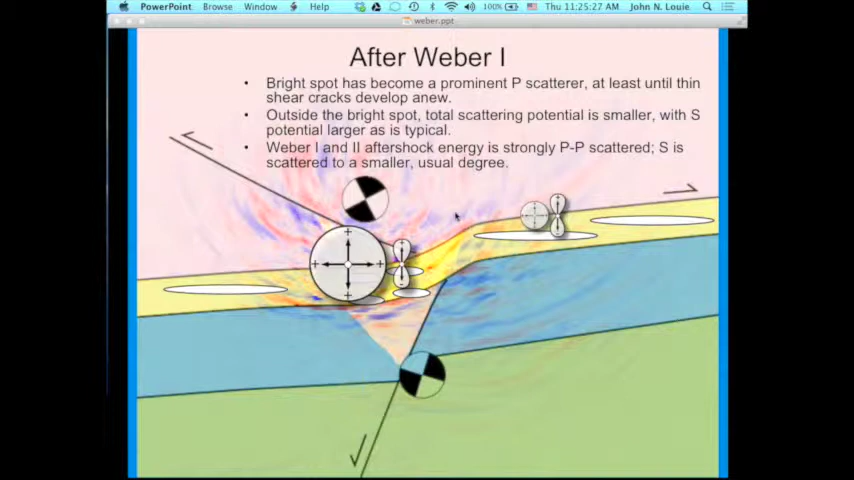 PowerPoint Browse Window Help 100% Thu 11:25:27 AM John N. Louie
weber.ppt
After Weber I
• Bright spot has become a prominent P scatterer, at least until thin
shear cracks develop anew.
• Outside the bright spot, total scattering potential is smaller, with S
potential larger as is typical.
• Weber I and II aftershock energy is strongly P-P scattered; S is
scattered to a smaller, usual degree.